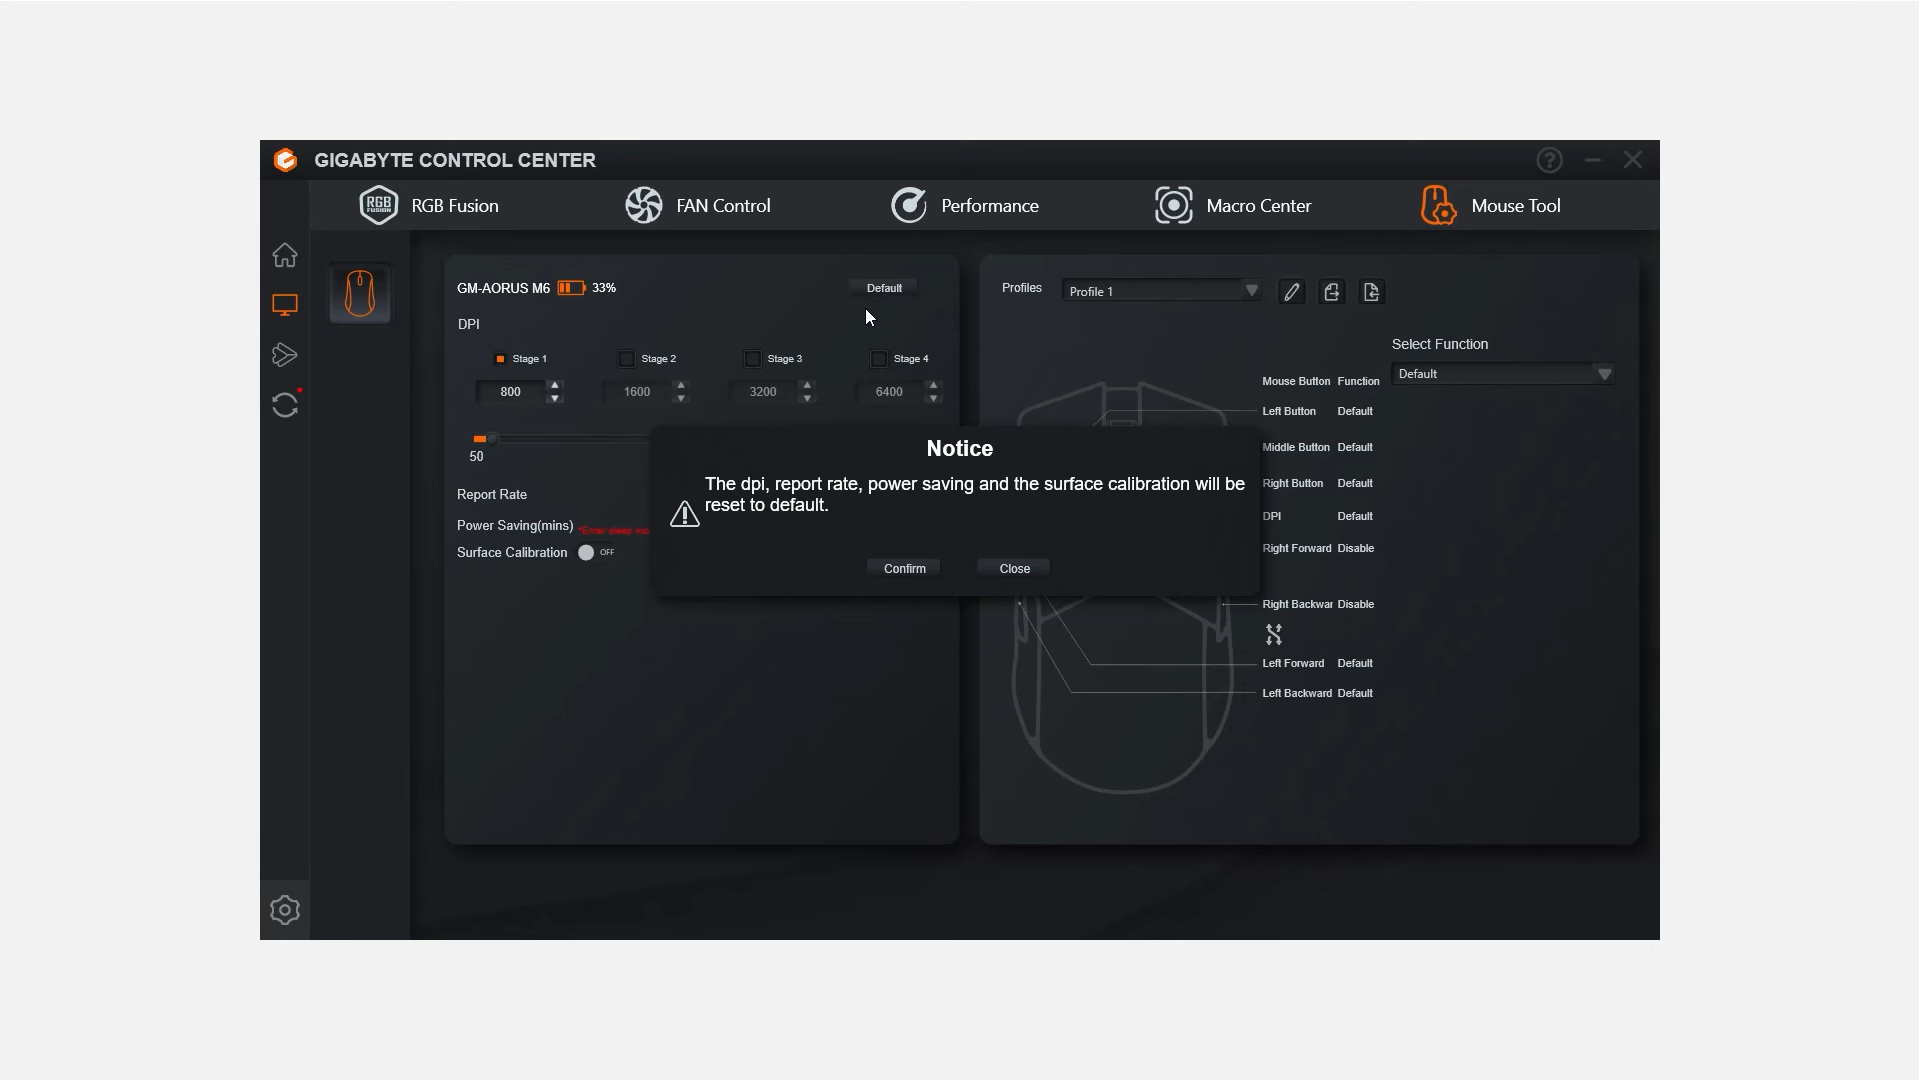 GIGABYTE CONTROL CENTER
RGB FUSION
RGB Fusion
FAN Control
Performance
Macro Center
Mouse Tool
GM-AORUS M6
33%
Default
DPI
Stage 1
Stage 2
Stage 3
Stage 4
800
1600
3200
6400
50
Report Rate
Power Saving(mins)
*Enter sleep
Surface Calibration
OFF
Notice
The dpi, report rate, power saving and the surface calibration will be
reset to default.
Confirm
Close
Profiles
Profile 1
Select Function
Default
Mouse Button Function
Left Button Default
Middle Button Default
Right Button Default
DPI Default
Right Forward Disable
Right Backwar Disable
Left Forward Default
Left Backward Default